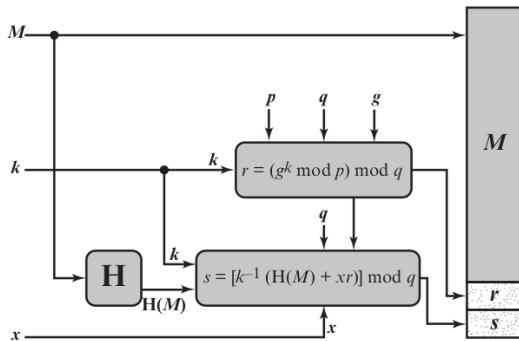 M
p q g
M
k
k
r = (g^k mod p) mod q
q
k
H
s = [k^–1 (H(M) + xr)] mod q
H(M)
r
s
x
x